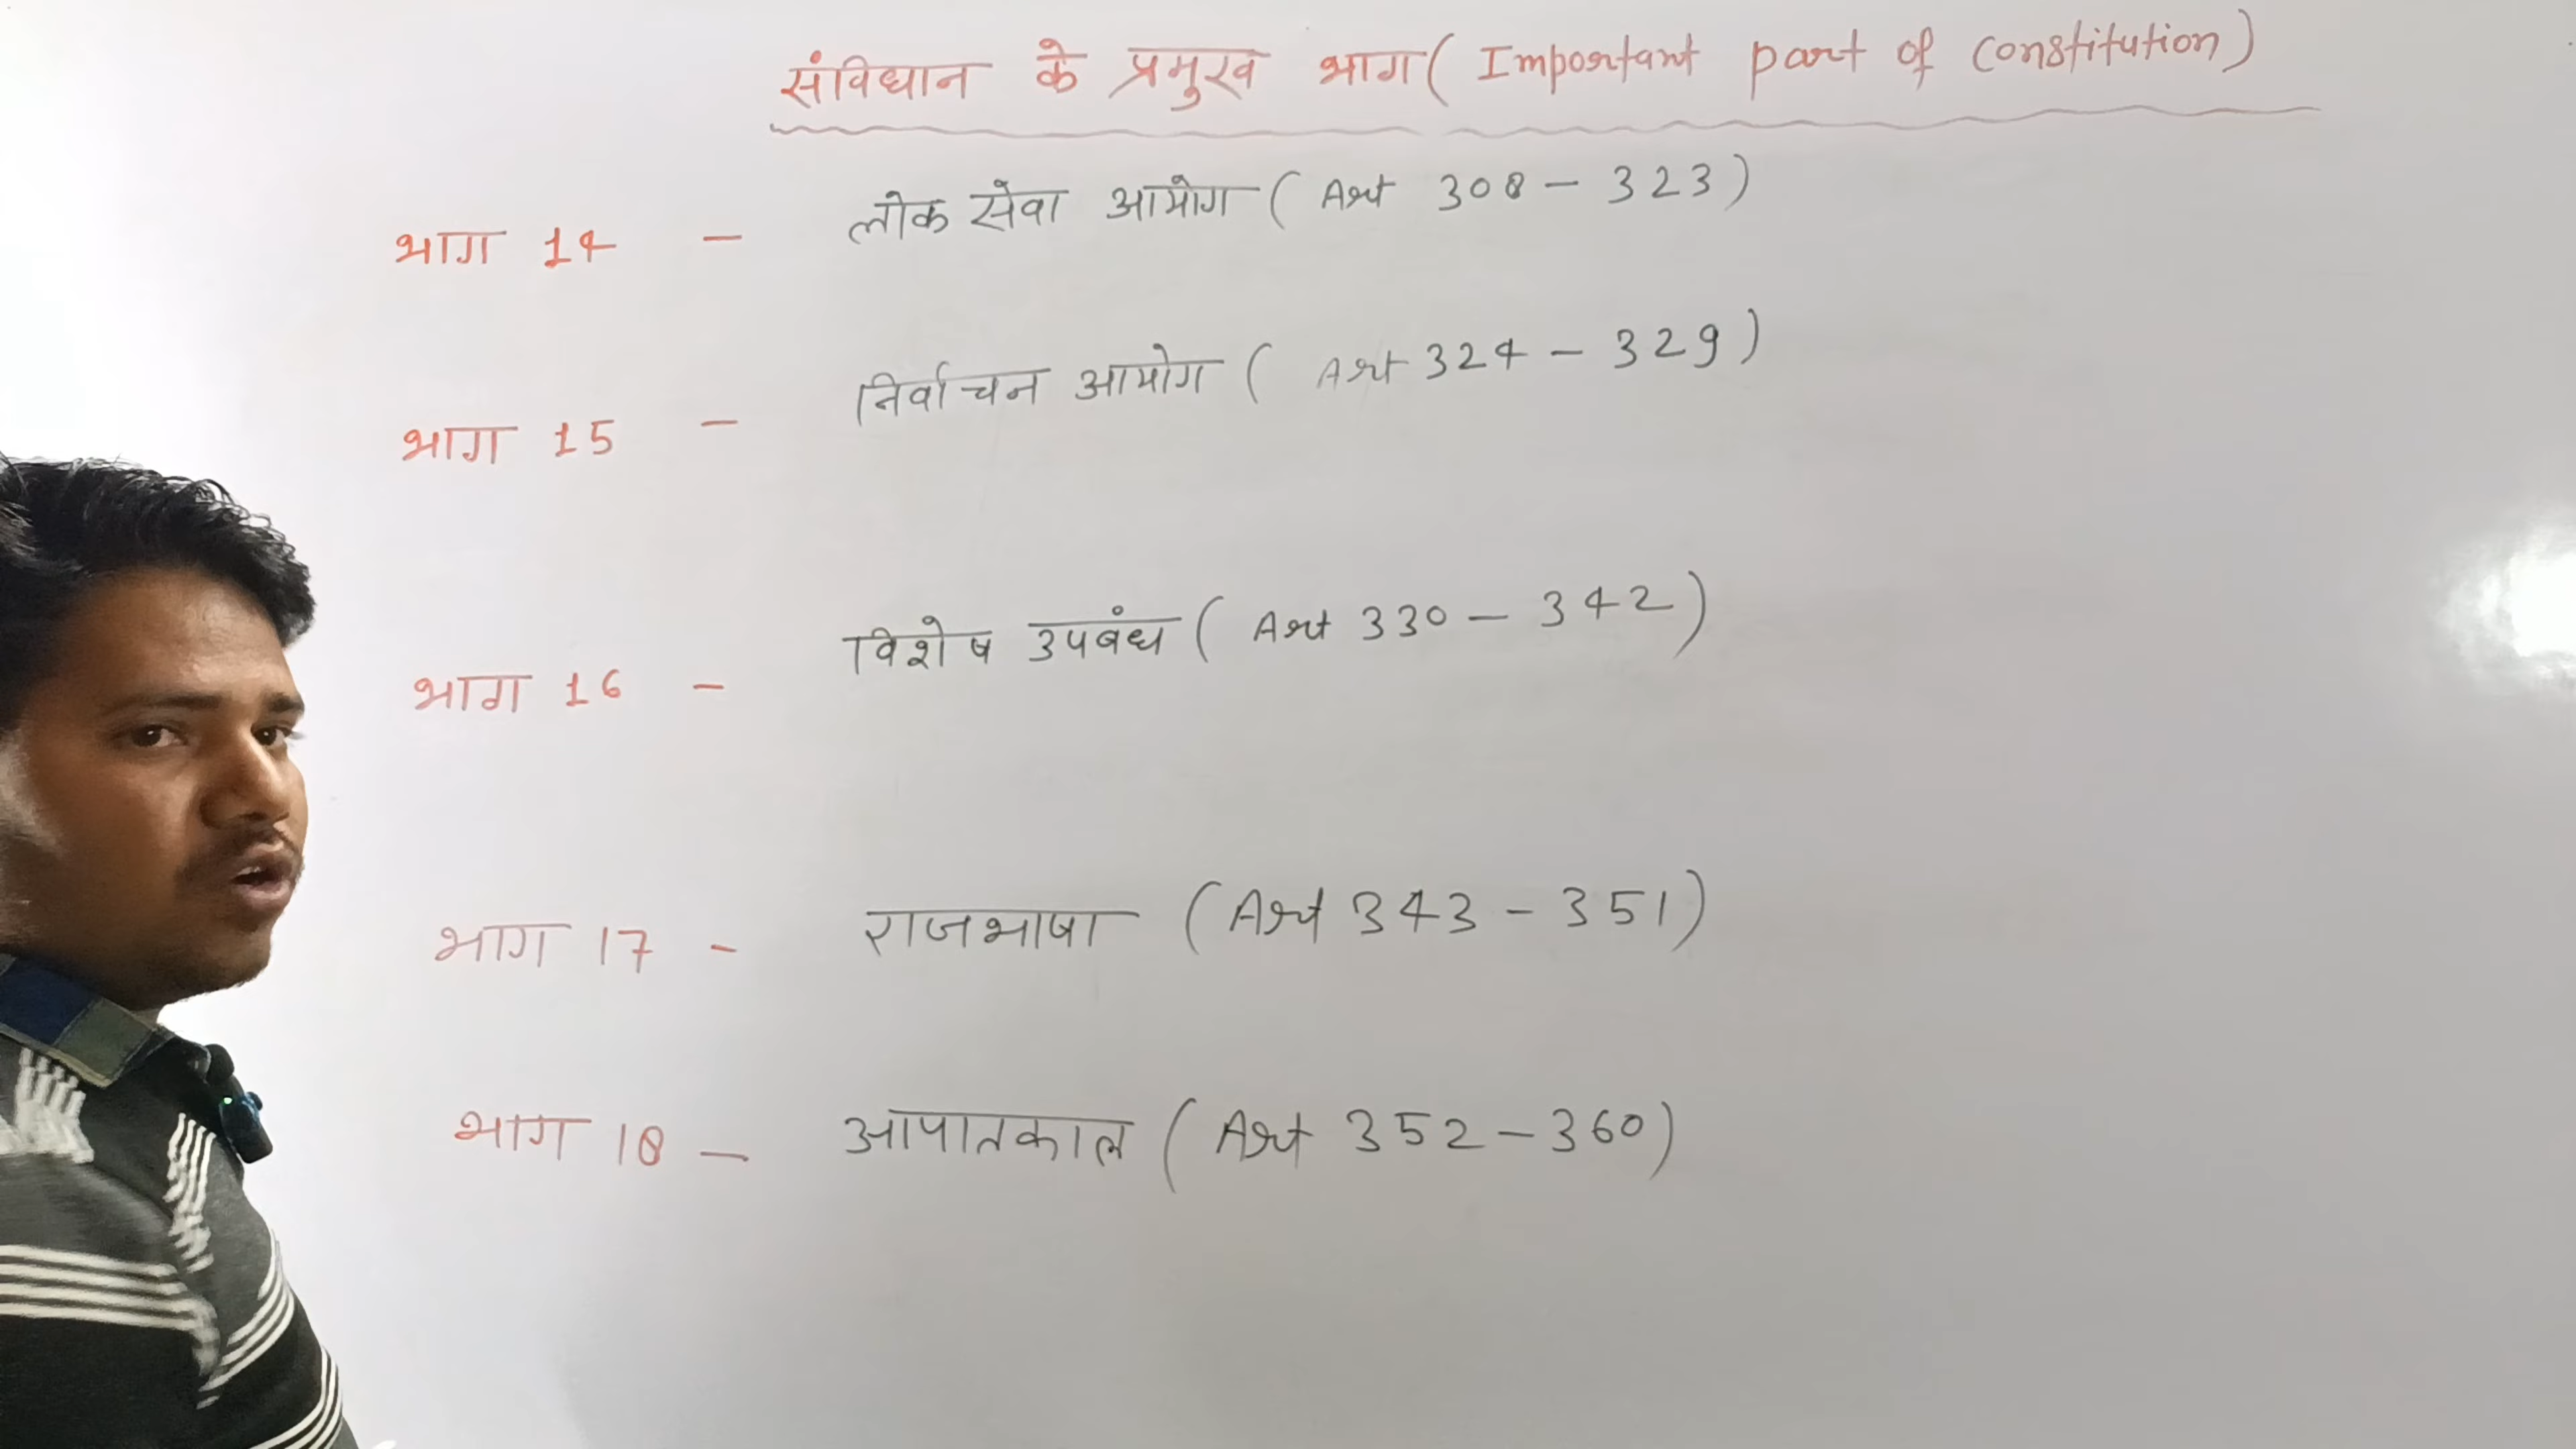 संविधान के प्रमुख भाग ( Important part of constitution )
भाग 14 - लोक सेवा आयोग ( Art 308 - 323 )
भाग 15 - निर्वाचन आयोग ( Art 324 - 329 )
भाग 16 - विशेष उपबंध ( Art 330 - 342 )
भाग 17 - राजभाषा ( Art 343 - 351 )
भाग 18 - आपातकाल ( Art 352 - 360 )